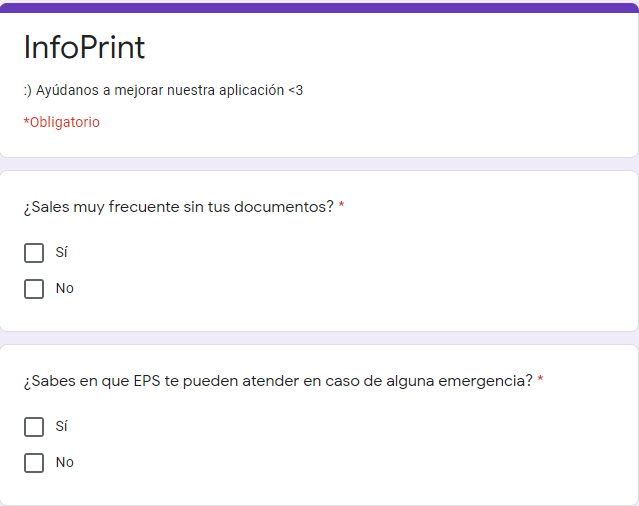 InfoPrint
:) Ayúdanos a mejorar nuestra aplicación <3
*Obligatorio
¿Sales muy frecuente sin tus documentos? *
Sí
No
¿Sabes en que EPS te pueden atender en caso de alguna emergencia? *
Sí
No